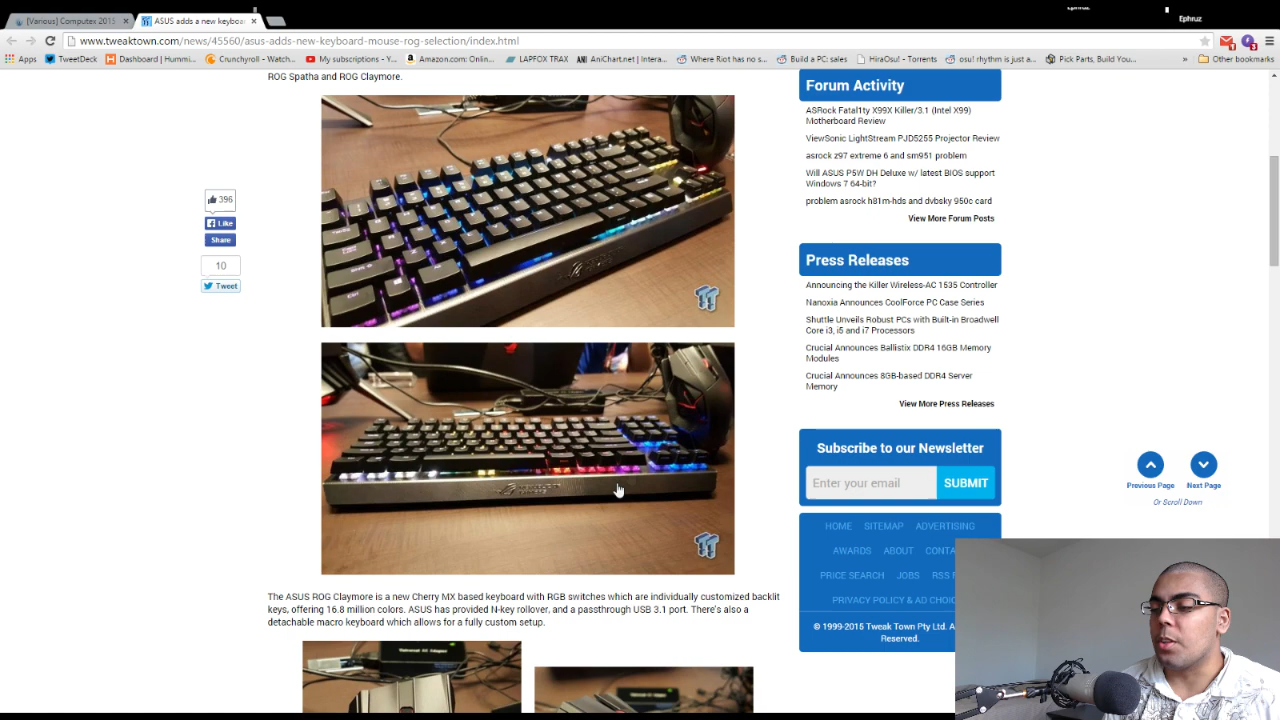 Ephruz
[Various] Computex 2015
ASUS adds a new keyboar
Ephruz
www.tweaktown.com/news/45560/asus-adds-new-keyboard-mouse-rog-selection/index.html
Apps
TweetDeck
Dashboard | Hummi...
Crunchyroll - Watch...
My subscriptions - Y...
Amazon.com: Onlin...
LAPFOX TRAX
AniChart.net | Intera...
Where Riot has no s...
Build a PC: sales
HiraOsu! - Torrents
osu! rhythm is just a...
Pick Parts, Build You...
»
Other bookmarks
ROG Spatha and ROG Claymore.
396
Like
Share
10
Tweet
The ASUS ROG Claymore is a new Cherry MX based keyboard with RGB switches which are individually customized backlit
keys, offering 16.8 million colors. ASUS has provided N-key rollover, and a passthrough USB 3.1 port. There's also a
detachable macro keyboard which allows for a fully custom setup.
Forum Activity
ASRock Fatal1ty X99X Killer/3.1 (Intel X99)
Motherboard Review
ViewSonic LightStream PJD5255 Projector Review
asrock z97 extreme 6 and sm951 problem
Will ASUS P5W DH Deluxe w/ latest BIOS support
Windows 7 64-bit?
problem asrock h81m-hds and dvbsky 950c card
View More Forum Posts
Press Releases
Announcing the Killer Wireless-AC 1535 Controller
Nanoxia Announces CoolForce PC Case Series
Shuttle Unveils Robust PCs with Built-in Broadwell
Core i3, i5 and i7 Processors
Crucial Announces Ballistix DDR4 16GB Memory
Modules
Crucial Announces 8GB-based DDR4 Server
Memory
View More Press Releases
Subscribe to our Newsletter
Enter your email
SUBMIT
HOME SITEMAP ADVERTISING
AWARDS ABOUT CONTA
PRICE SEARCH JOBS RSS F
PRIVACY POLICY & AD CHOIC
© 1999-2015 Tweak Town Pty Ltd. A
Reserved.
Previous Page
Next Page
Or Scroll Down